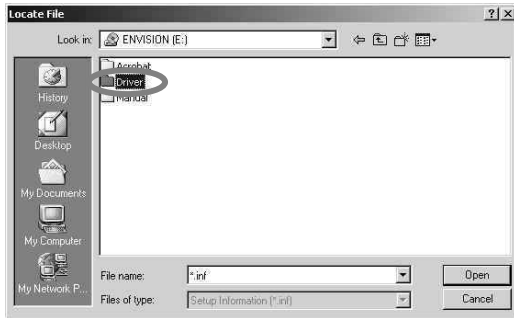 Locate File
Look in: ENVISION (E:)
Acrobat
Driver
Manual
History
Desktop
My Documents
My Computer
My Network P...
File name: *.inf
Open
Files of type: Setup Information (*.inf)
Cancel